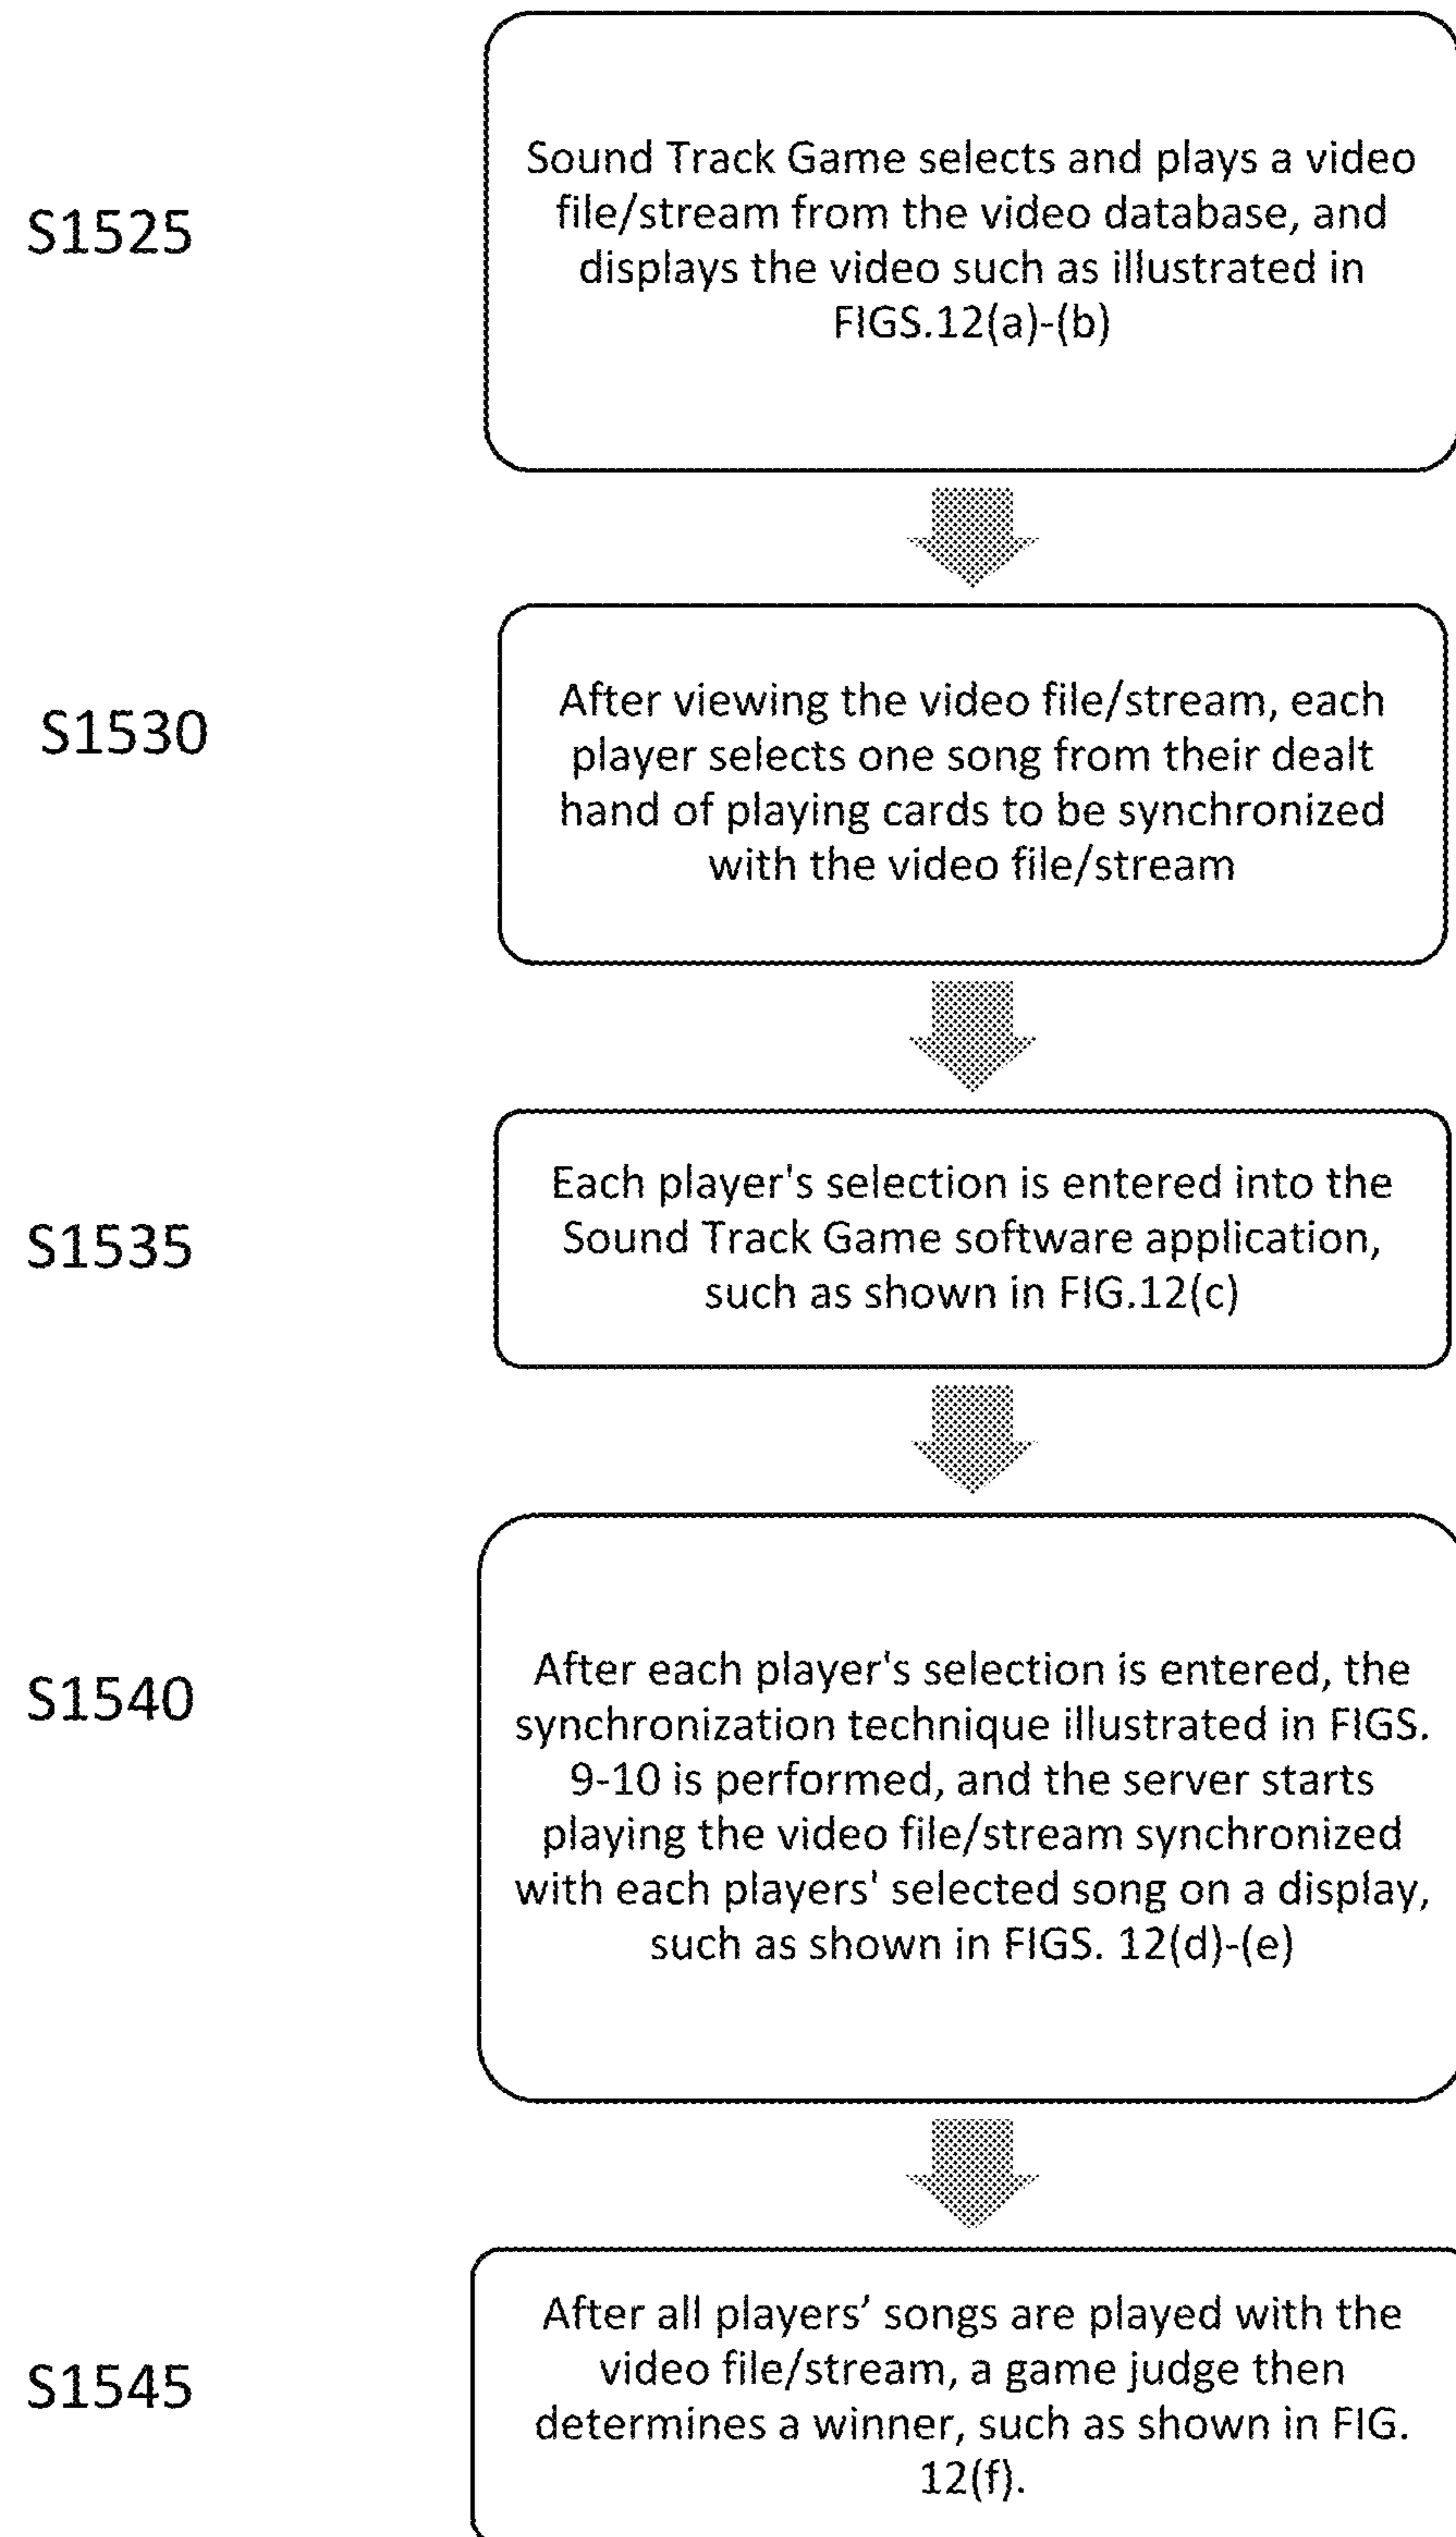 S1525
Sound Track Game selects and plays a video
file/stream from the video database, and
displays the video such as illustrated in
FIGS.12(a)-(b)
S1530
After viewing the video file/stream, each
player selects one song from their dealt
hand of playing cards to be synchronized
with the video file/stream
S1535
Each player's selection is entered into the
Sound Track Game software application,
such as shown in FIG.12(c)
S1540
After each player's selection is entered, the
synchronization technique illustrated in FIGS.
9-10 is performed, and the server starts
playing the video file/stream synchronized
with each players' selected song on a display,
such as shown in FIGS. 12(d)-(e)
S1545
After all players’ songs are played with the
video file/stream, a game judge then
determines a winner, such as shown in FIG.
12(f).